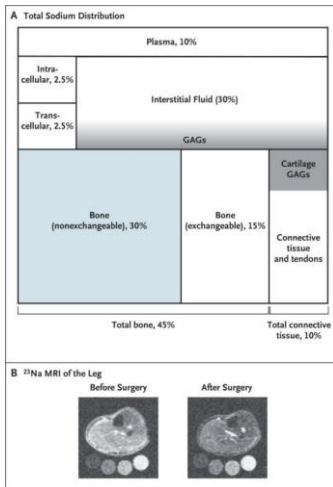 A Total Sodium Distribution
Plasma, 10%
Intra-
cellular, 2.5%
Interstitial Fluid (30%)
Trans-
cellular, 2.5%
GAGs
Cartilage
GAGs
Bone
(nonexchangeable), 30%
Bone
(exchangeable), 15%
Connective
tissue
and tendons
Total bone, 45%
Total connective
tissue, 10%
B ²³Na MRI of the Leg
Before Surgery
After Surgery